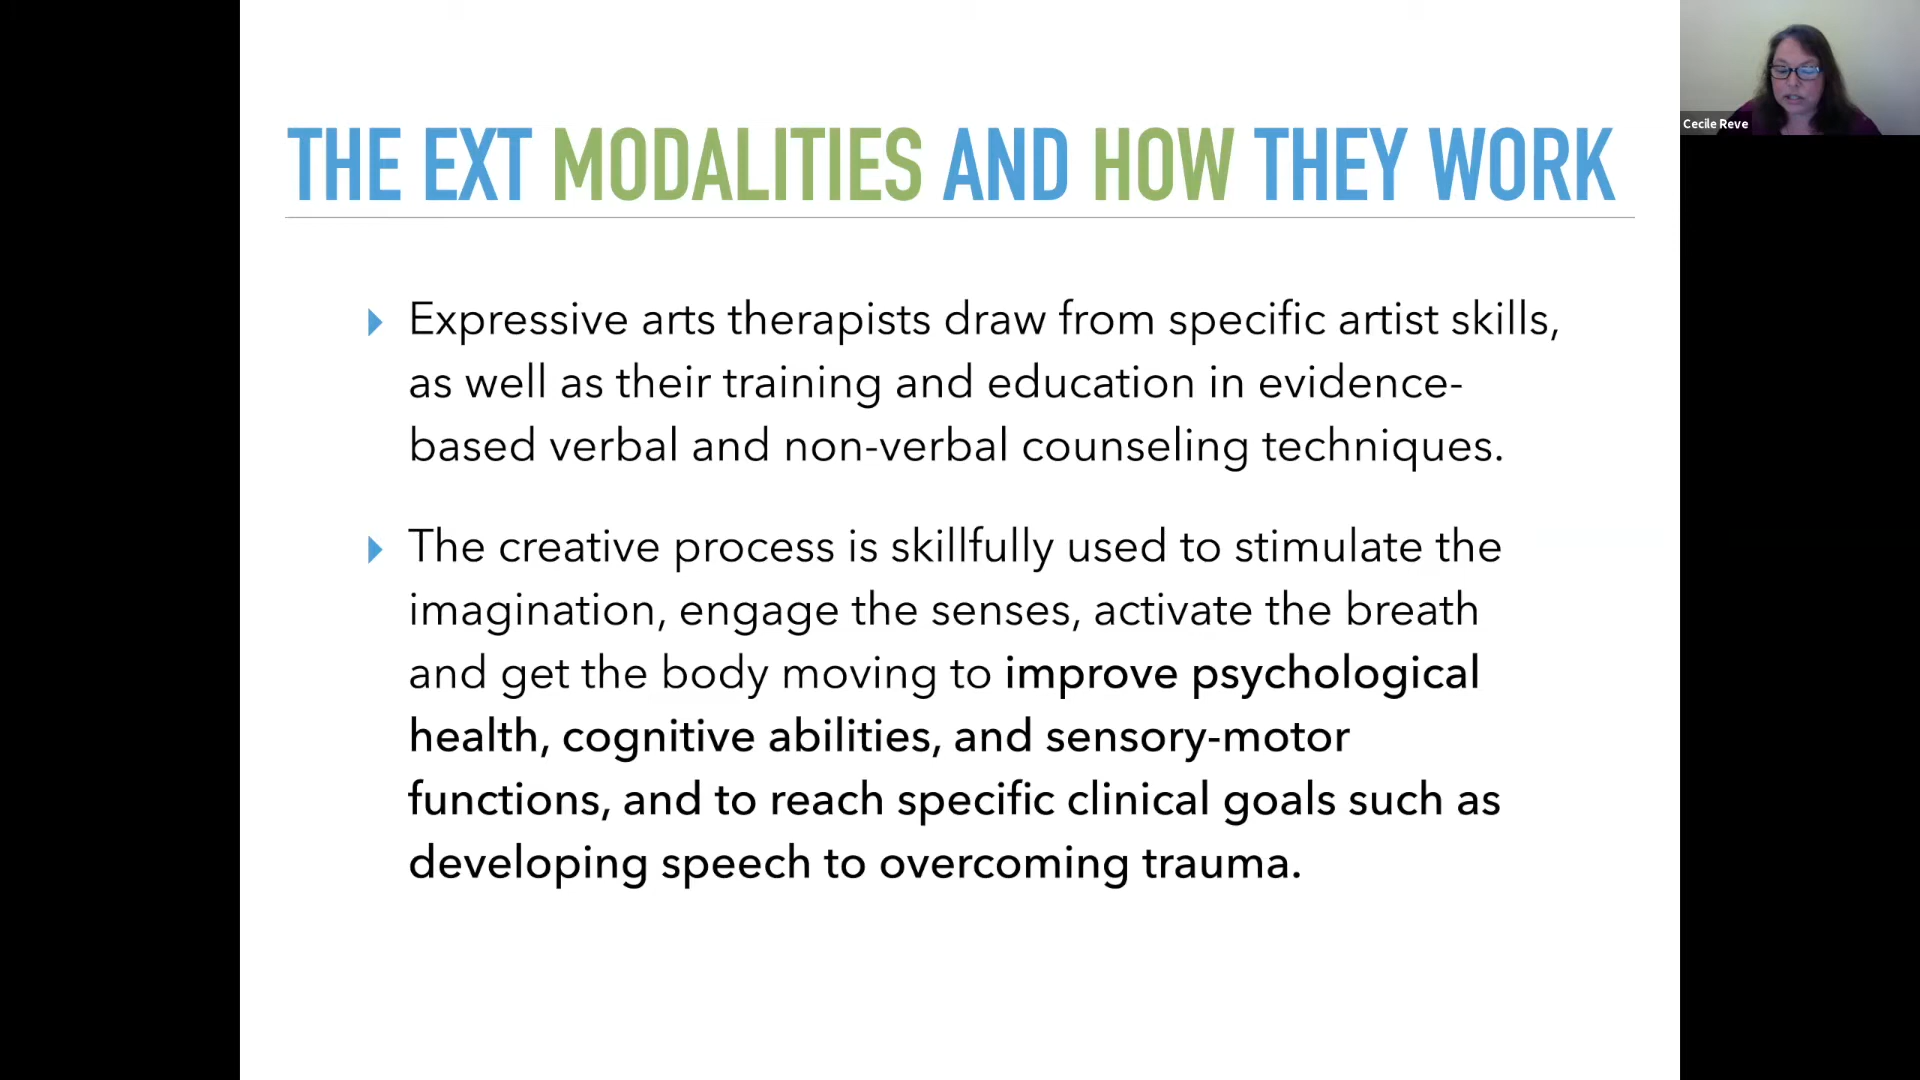 THE EXT MODALITIES AND HOW THEY WORK
Cecile Reve
Expressive arts therapists draw from specific artist skills,
as well as their training and education in evidence-
based verbal and non-verbal counseling techniques.
The creative process is skillfully used to stimulate the
imagination, engage the senses, activate the breath
and get the body moving to improve psychological
health, cognitive abilities, and sensory-motor
functions, and to reach specific clinical goals such as
developing speech to overcoming trauma.